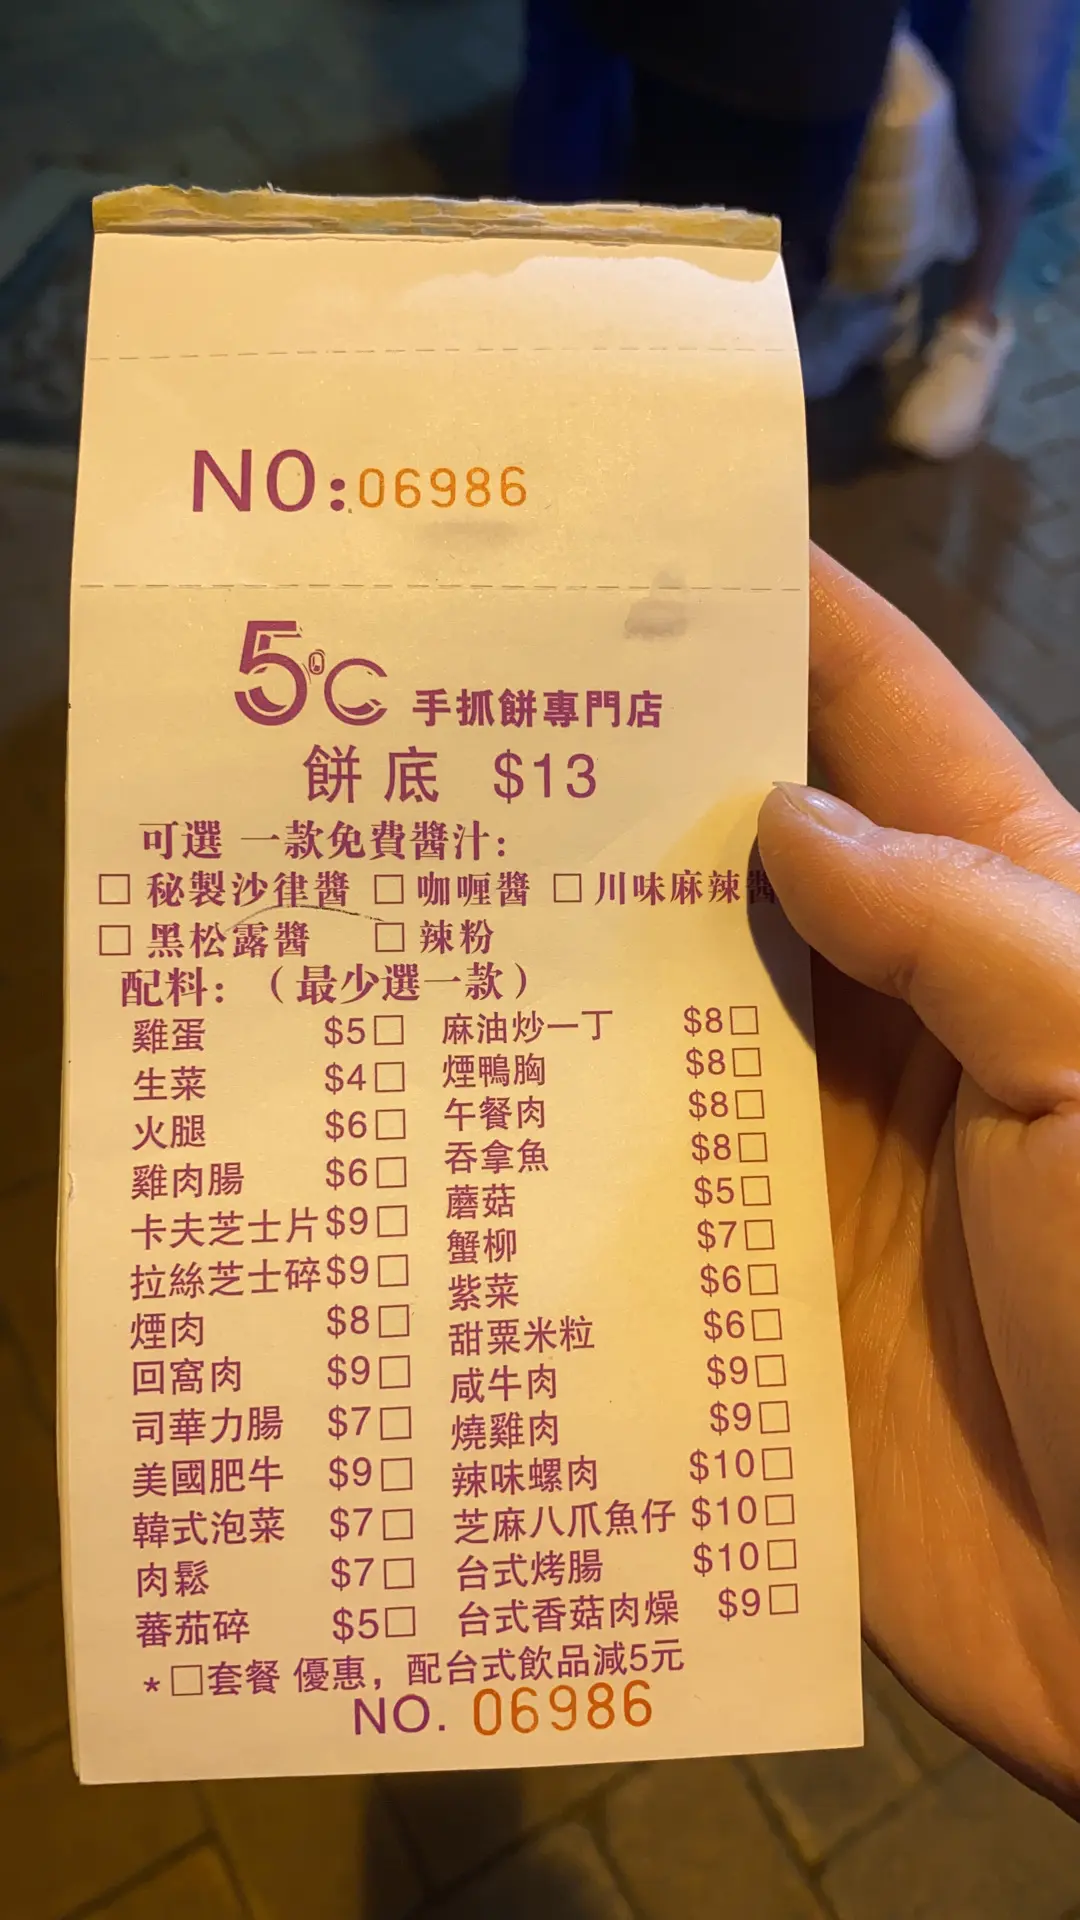 NO:06986
5°C 手抓餅專門店
餅底 $13
可選 一款免費醬汁:
□ 秘製沙律醬 □ 咖喱醬 □ 川味麻辣醬
□ 黑松露醬 □ 辣粉
配料: (最少選一款)
雞蛋 $5□ 麻油炒一丁 $8□
生菜 $4□ 煙鴨胸 $8□
火腿 $6□ 午餐肉 $8□
雞肉腸 $6□ 吞拿魚 $8□
卡夫芝士片 $9□ 蘑菇 $5□
拉絲芝士碎 $9□ 蟹柳 $7□
煙肉 $8□ 紫菜 $6□
回窩肉 $9□ 甜粟米粒 $6□
司華力腸 $7□ 咸牛肉 $9□
美國肥牛 $9□ 燒雞肉 $9□
韓式泡菜 $7□ 辣味螺肉 $10□
肉鬆 $7□ 芝麻八爪魚仔 $10□
蕃茄碎 $5□ 台式烤腸 $10□
台式香菇肉燥 $9□
*□套餐 優惠，配台式飲品減5元
NO. 06986